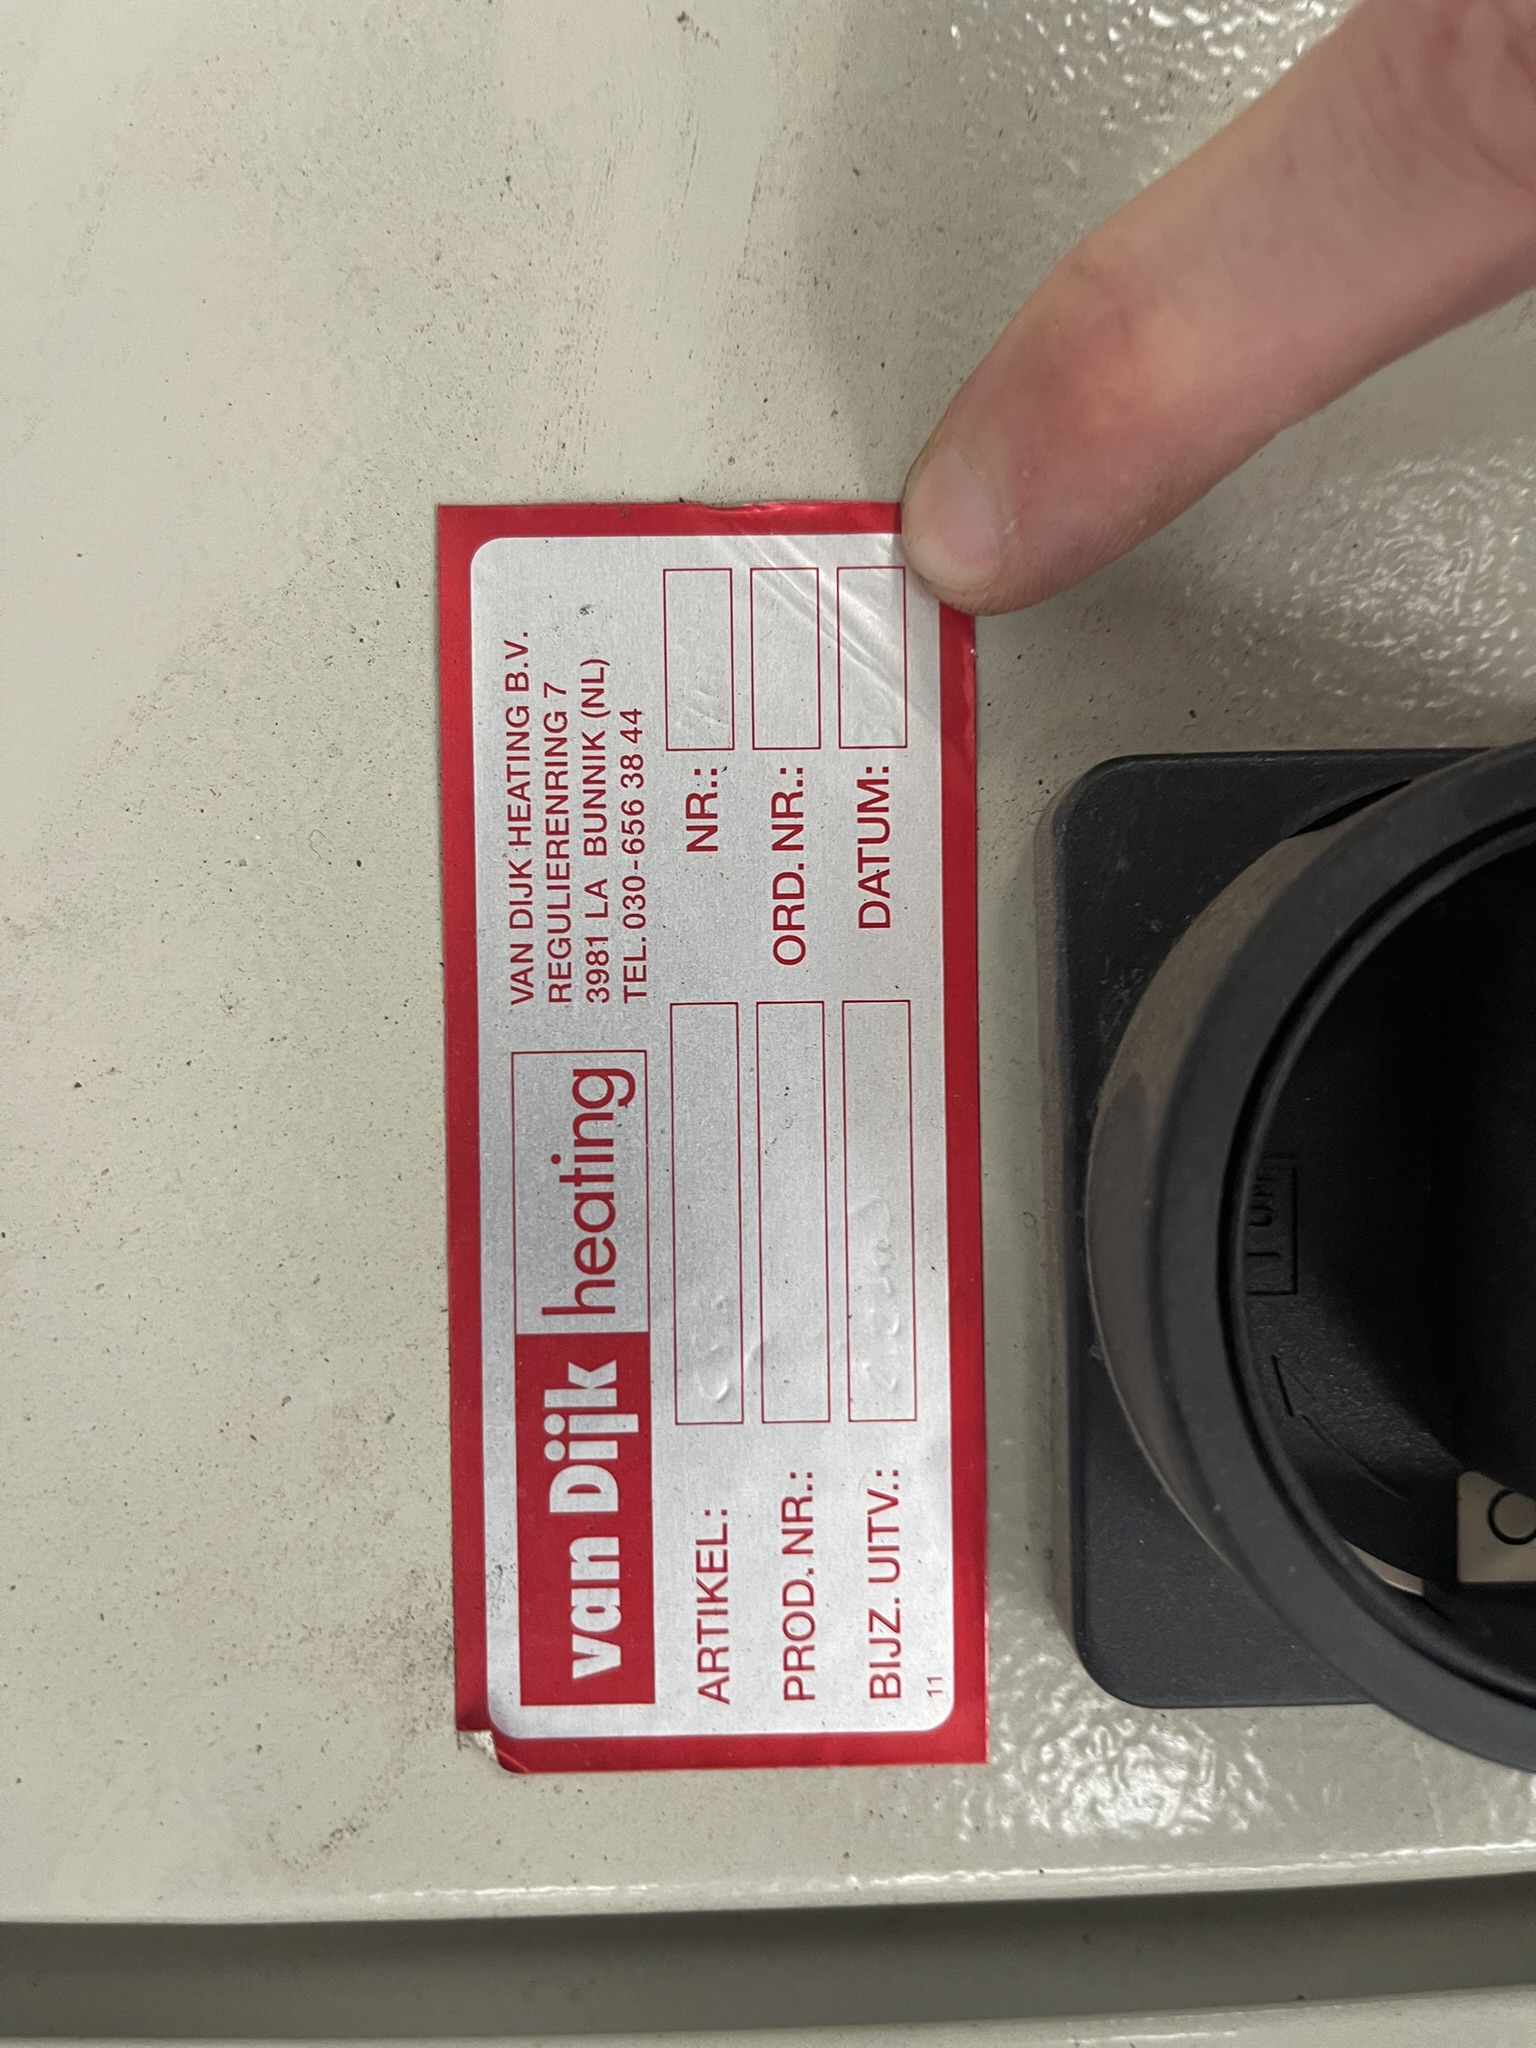 van Dijk heating
VAN DIJK HEATING B.V.
REGULIERENRING 7
3981 LA BUNNIK (NL)
TEL. 030-656 38 44
ARTIKEL: NR.:
PROD. NR.: ORD. NR.:
BIJZ. UITV.: DATUM:
11